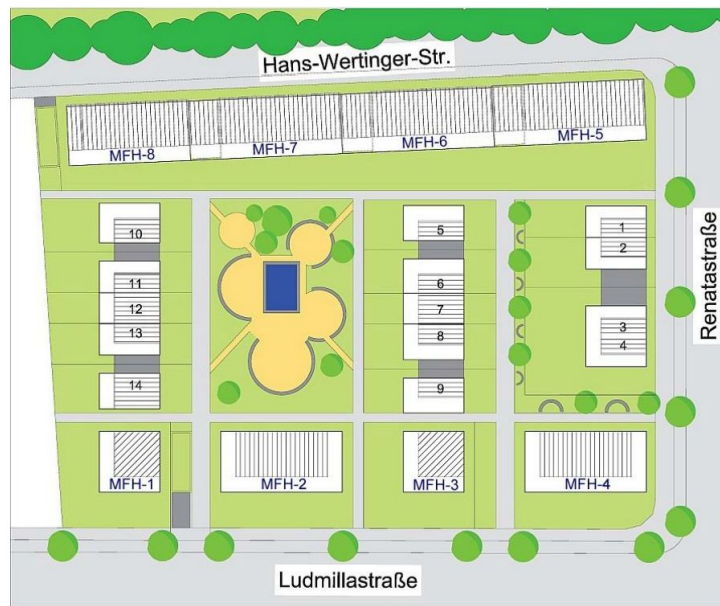 Hans-Wertinger-Str.
MFH-8
MFH-7
MFH-6
MFH-5
Renatastraße
10
11
12
13
14
5
6
7
8
9
1
2
3
4
MFH-1
MFH-2
MFH-3
MFH-4
Ludmillastraße